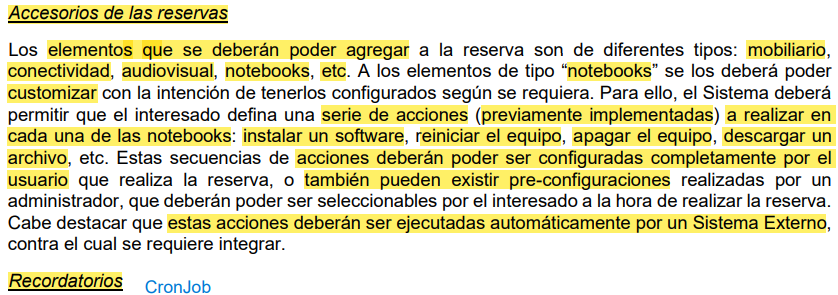 Accesorios de las reservas
Los elementos que se deberán poder agregar a la reserva son de diferentes tipos: mobiliario,
conectividad, audiovisual, notebooks, etc. A los elementos de tipo “notebooks” se los deberá poder
customizar con la intención de tenerlos configurados según se requiera. Para ello, el Sistema deberá
permitir que el interesado defina una serie de acciones (previamente implementadas) a realizar en
cada una de las notebooks: instalar un software, reiniciar el equipo, apagar el equipo, descargar un
archivo, etc. Estas secuencias de acciones deberán poder ser configuradas completamente por el
usuario que realiza la reserva, o también pueden existir pre-configuraciones realizadas por un
administrador, que deberán poder ser seleccionables por el interesado a la hora de realizar la reserva.
Cabe destacar que estas acciones deberán ser ejecutadas automáticamente por un Sistema Externo,
contra el cual se requiere integrar.
Recordatorios CronJob